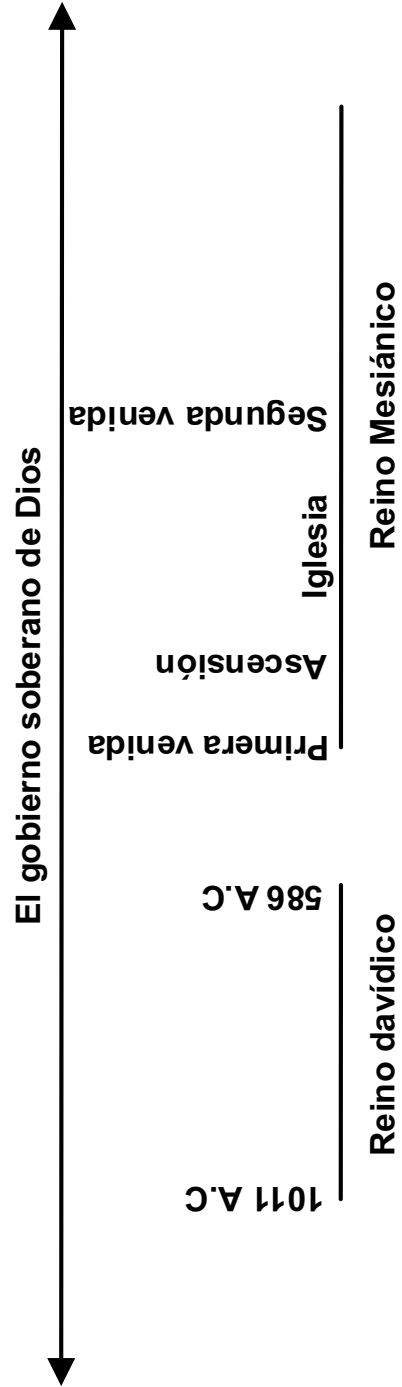 El gobierno soberano de Dios
1011 A.C
586 A.C
Primera venida
Ascensión
Iglesia
Segunda venida
Reino davídico
Reino Mesiánico